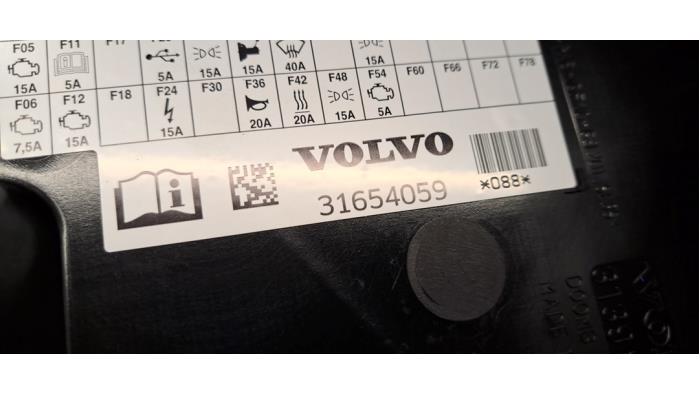 F05 F11 F17
15A 5A 5A 15A 15A 40A 15A
F06 F12 F18 F24 F30 F36 F42 F48 F54 F60 F66 F72 F78
7,5A 15A 15A 20A 20A 15A 5A
VOLVO
31654059
*088*
MADE